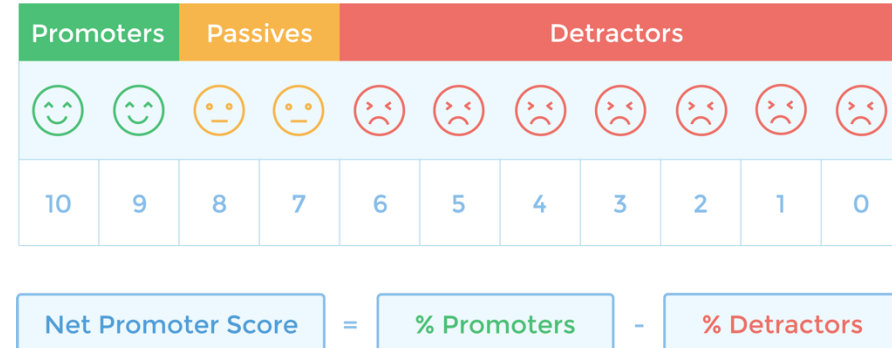 Promoters Passives Detractors
10 9 8 7 6 5 4 3 2 1 0
Net Promoter Score = % Promoters - % Detractors